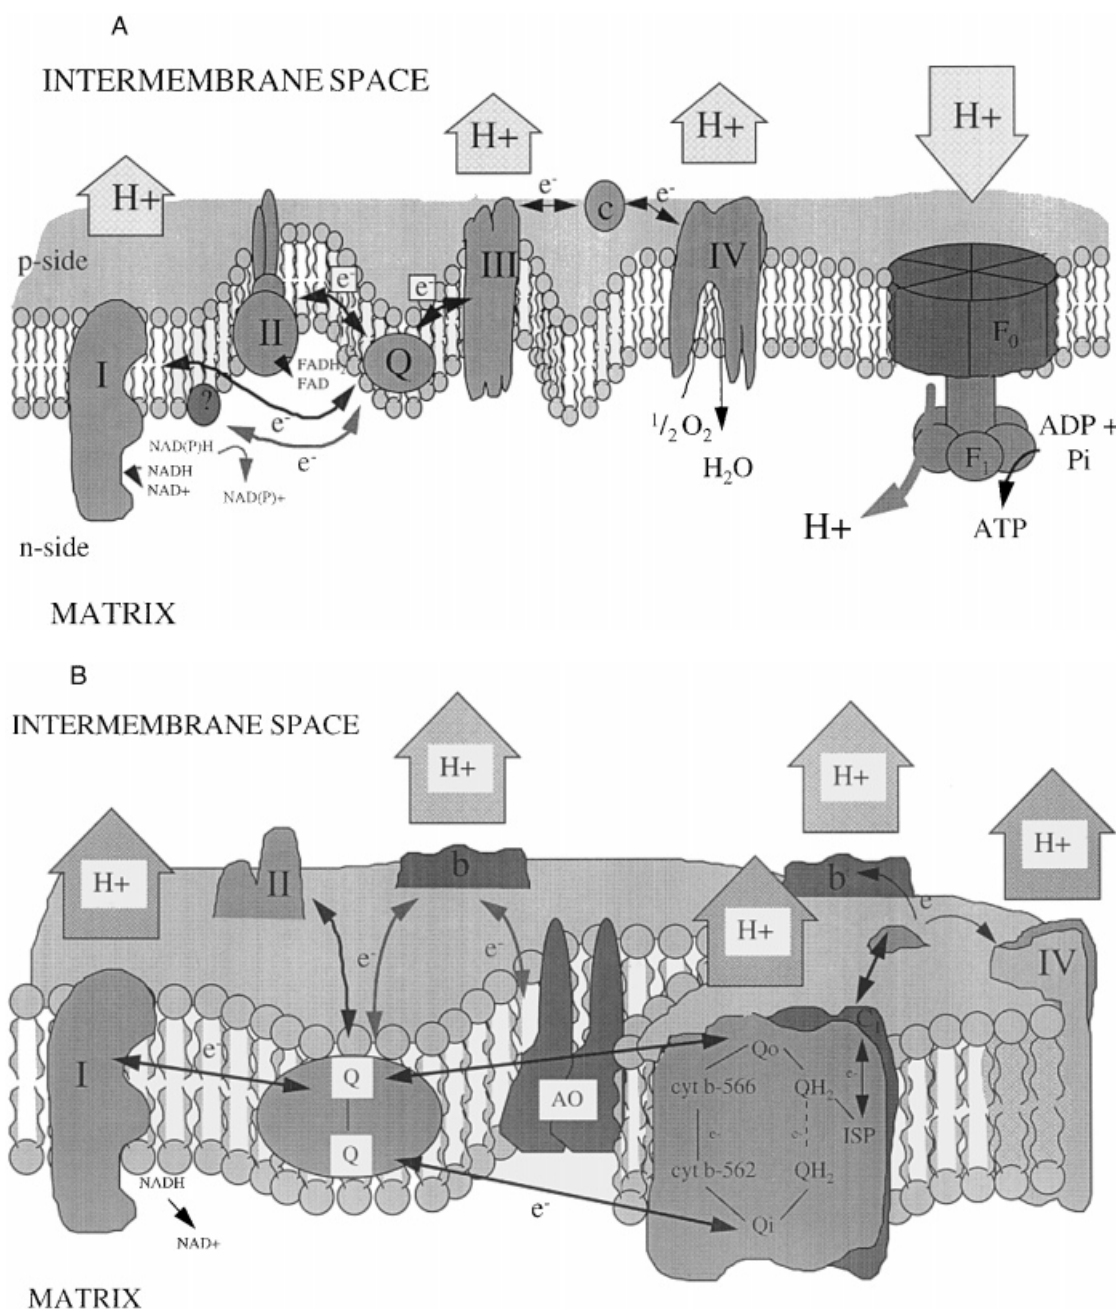 A
INTERMEMBRANE SPACE
H+
H+
H+
H+
p-side
e-
e-
c
III
IV
e-
e-
II
Q
I
F0
FADH2
FAD
?
e-
e-
NAD(P)H
NADH
NAD+
NAD(P)+
1/2 O2
H2O
F1
ADP +
Pi
H+
ATP
n-side
MATRIX
B
INTERMEMBRANE SPACE
H+
H+
H+
H+
H+
II
b
b
e-
e-
e
IV
I
e-
Q
Q
AO
C1
Qo
cyt b-566
QH2
e-
ISP
e-
e-
cyt b-562
QH2
Qi
e-
NADH
NAD+
MATRIX